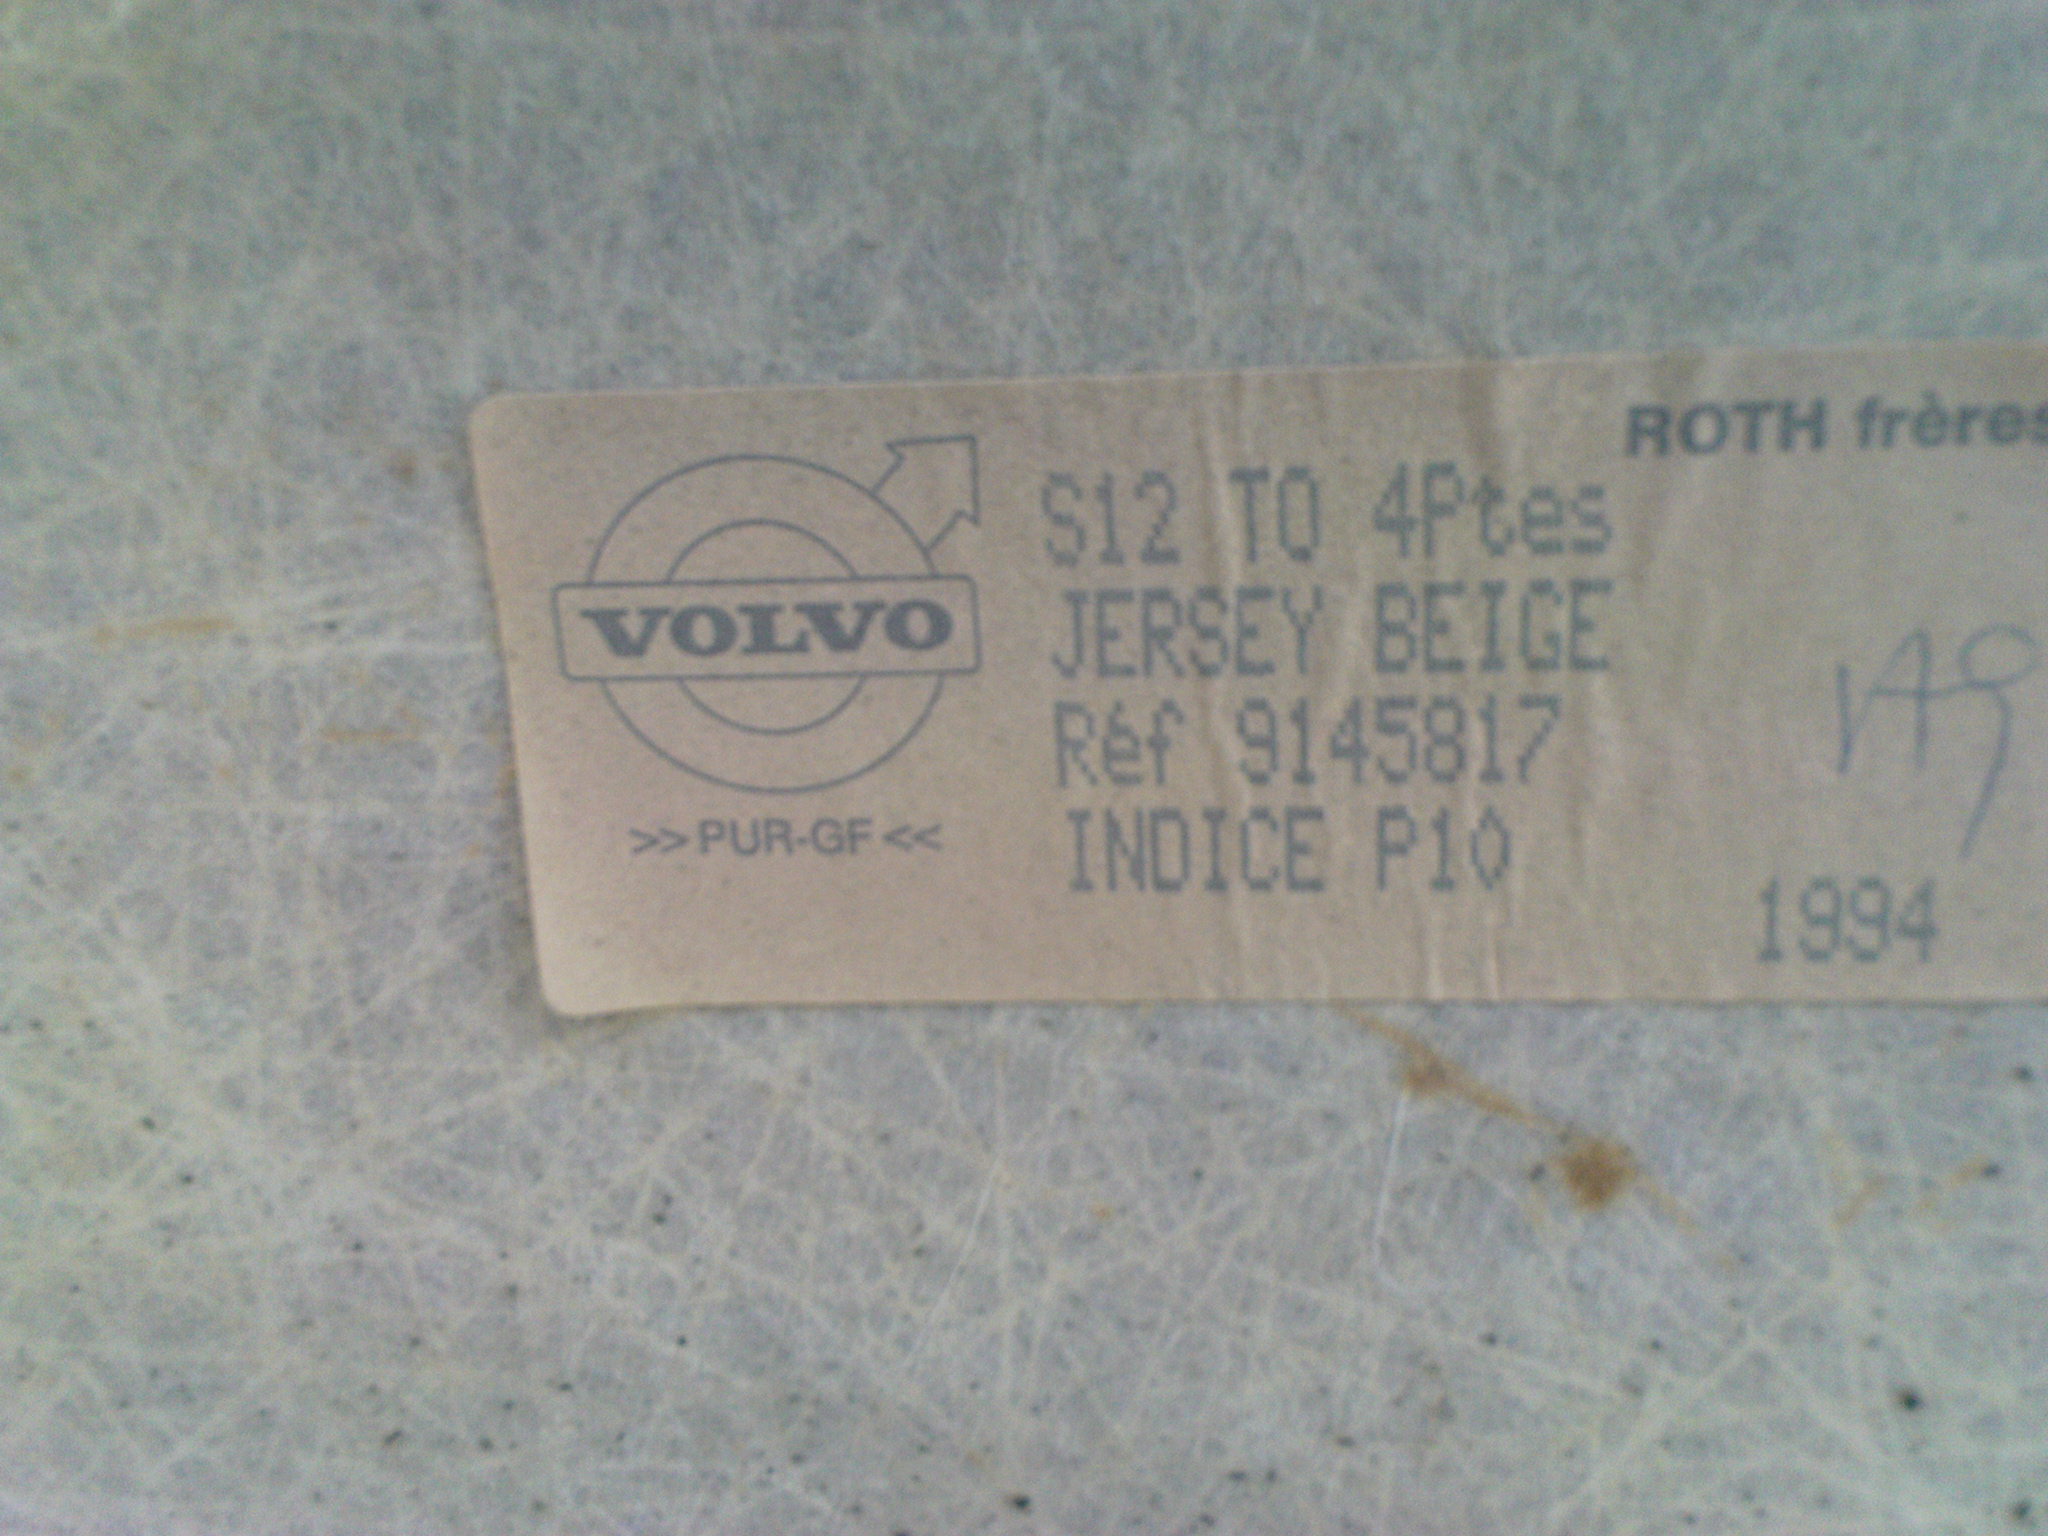 ROTH frères
S12 TO 4Ptes
VOLVO
JERSEY BEIGE
Réf 9145817
>>PUR-GF<<
INDICE P10
1994